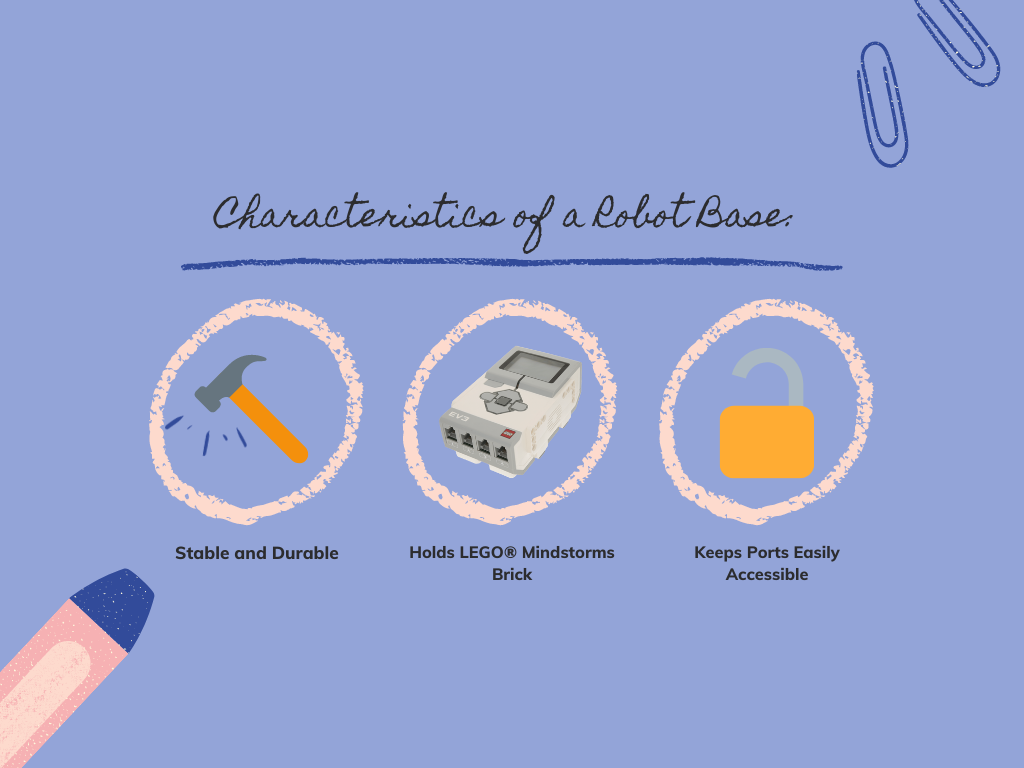 Characteristics of a Robot Base:
EV3
Stable and Durable
Holds LEGO® Mindstorms
Brick
Keeps Ports Easily
Accessible